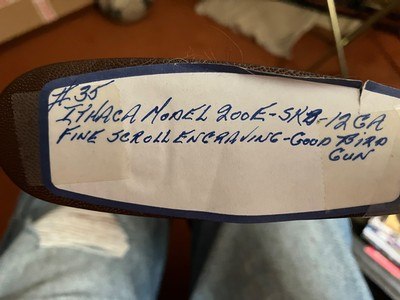 #35
ITHACA MODEL 200E-SKB-12GA
FINE SCROLL ENGRAVING-GOOD BIRD
GUN